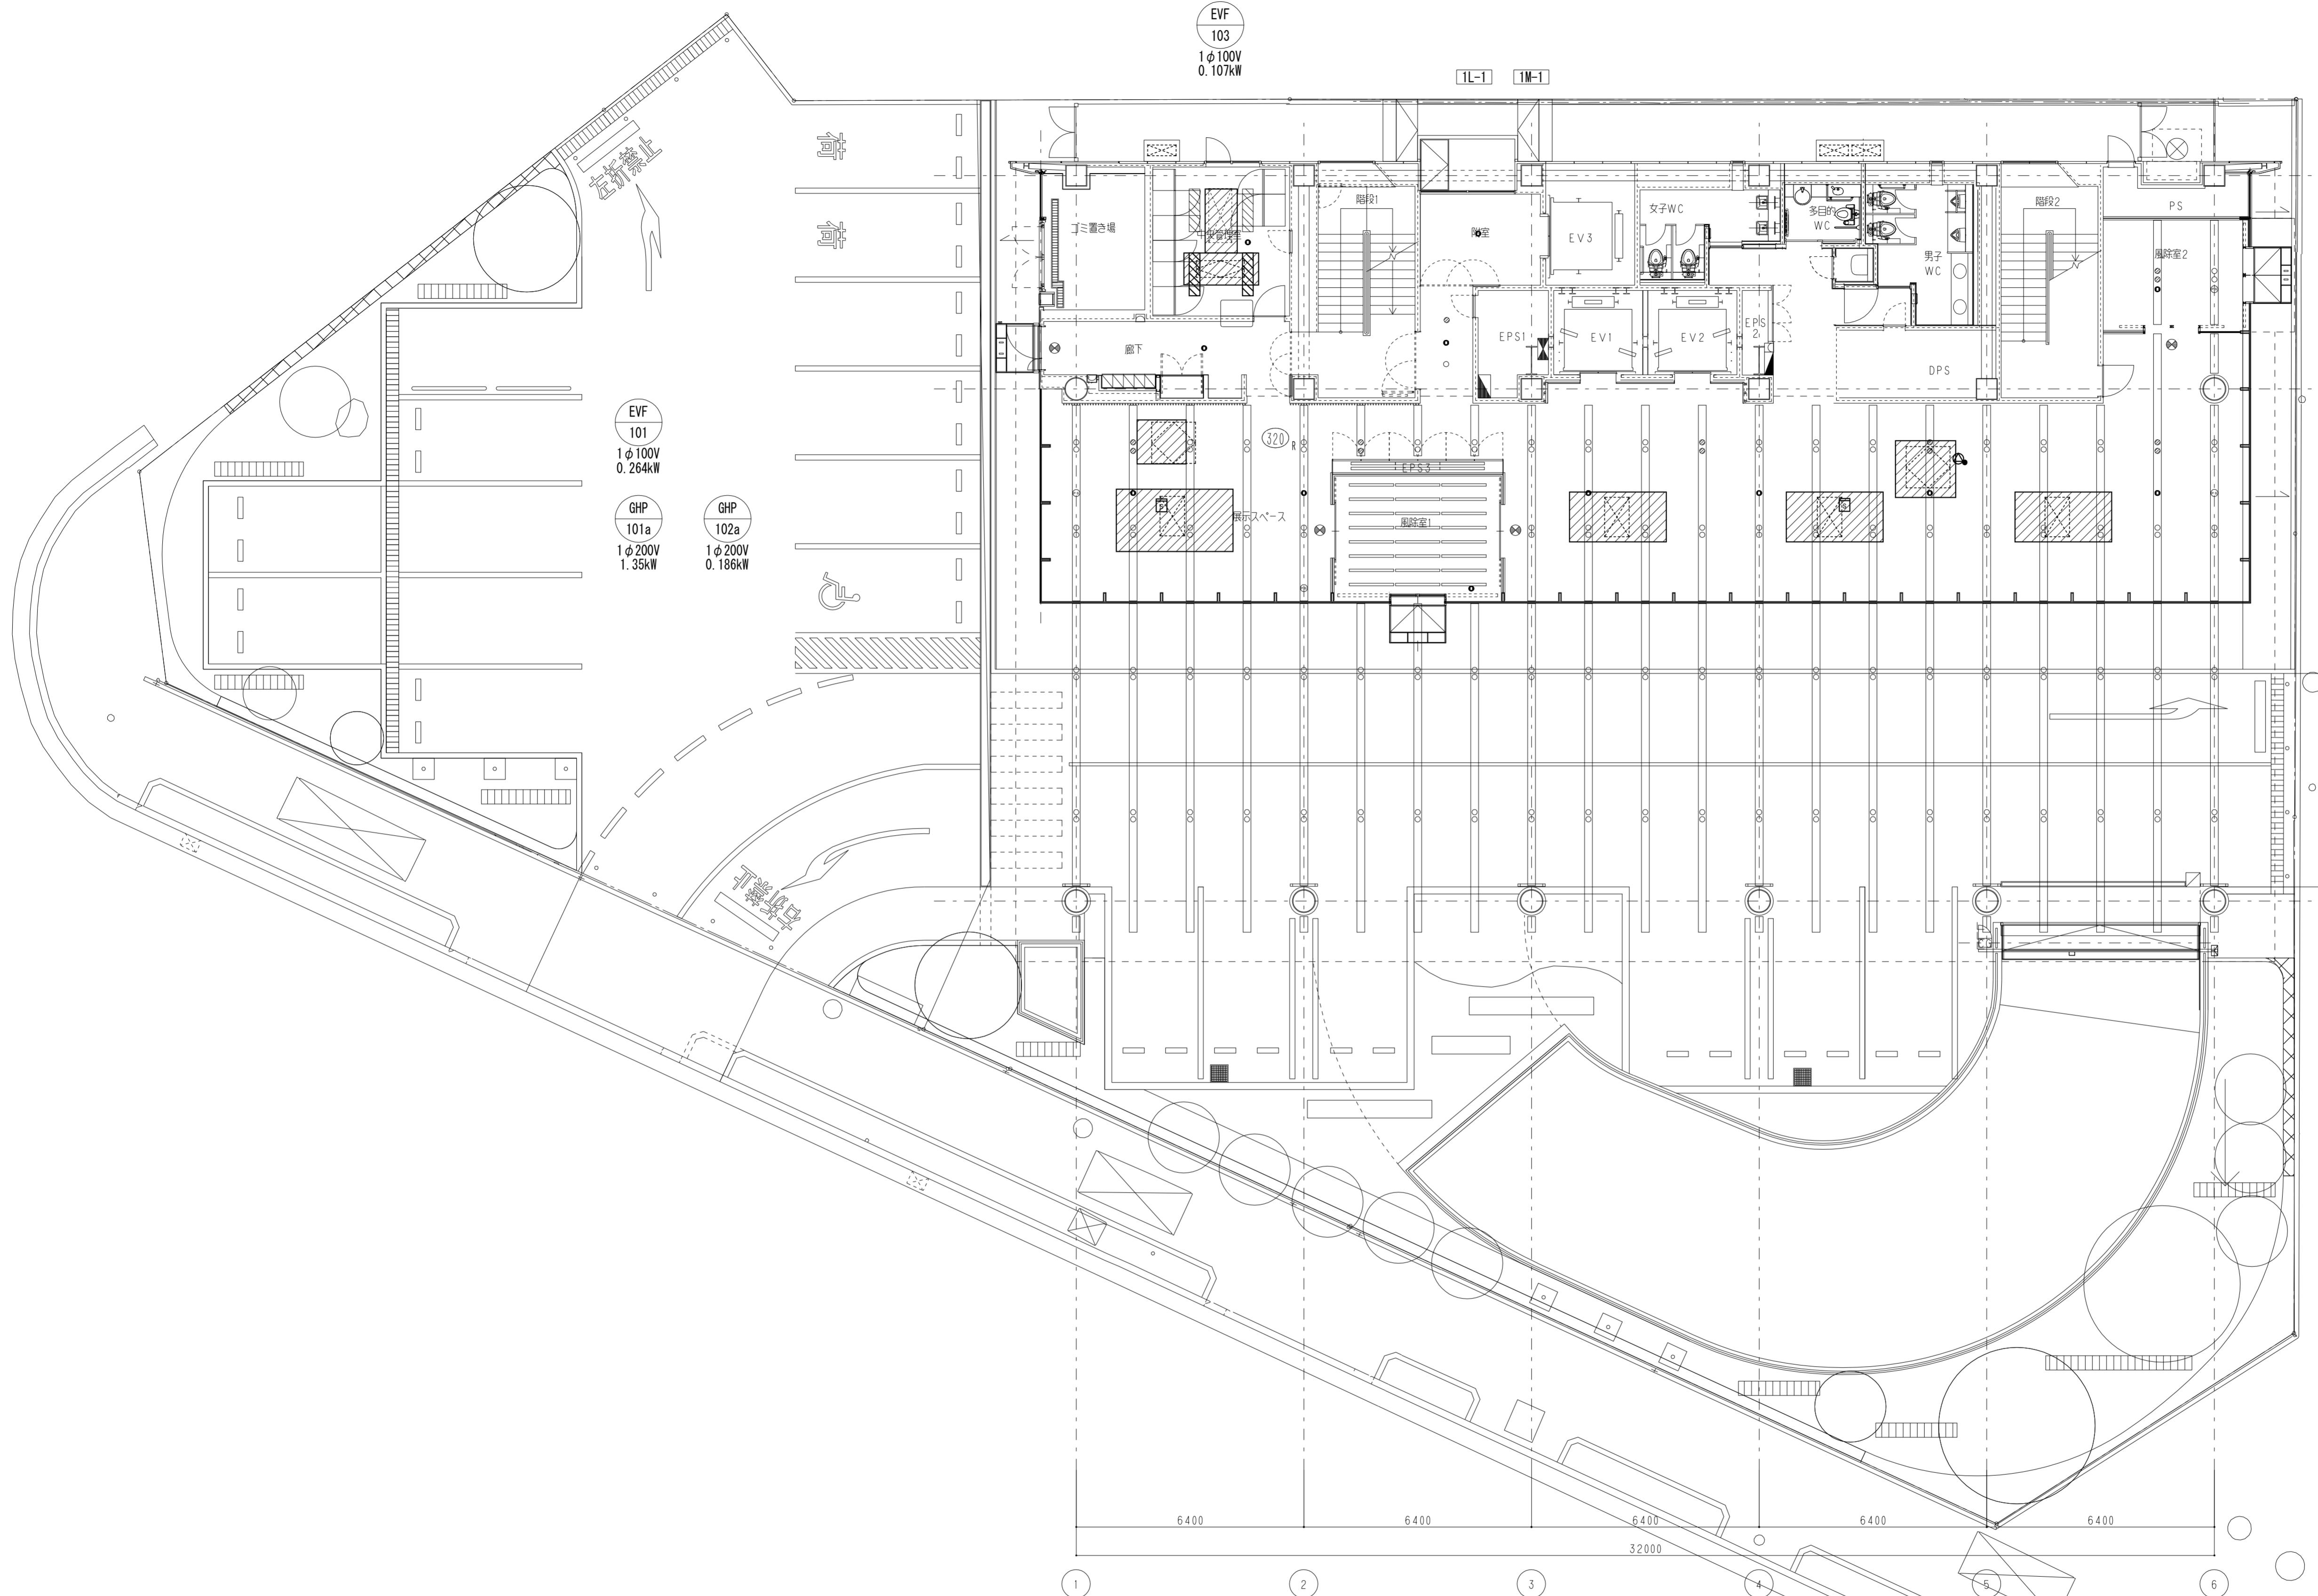 EVF
103
1φ100V
0.107kW
1L-1
1M-1
左折禁止
軽
軽
ゴミ置き場
中央管理室
階段1
附室
EV3
女子WC
多目的
WC
男子
WC
階段2
PS
風除室2
廊下
EPS1
EV1
EV2
EPS
2
DPS
EVF
101
1φ100V
0.264kW
GHP
101a
1φ200V
1.35kW
GHP
102a
1φ200V
0.186kW
320
R
EPS3
展示スペース
風除室1
右折禁止
6400
6400
6400
6400
6400
32000
1
2
3
4
5
6